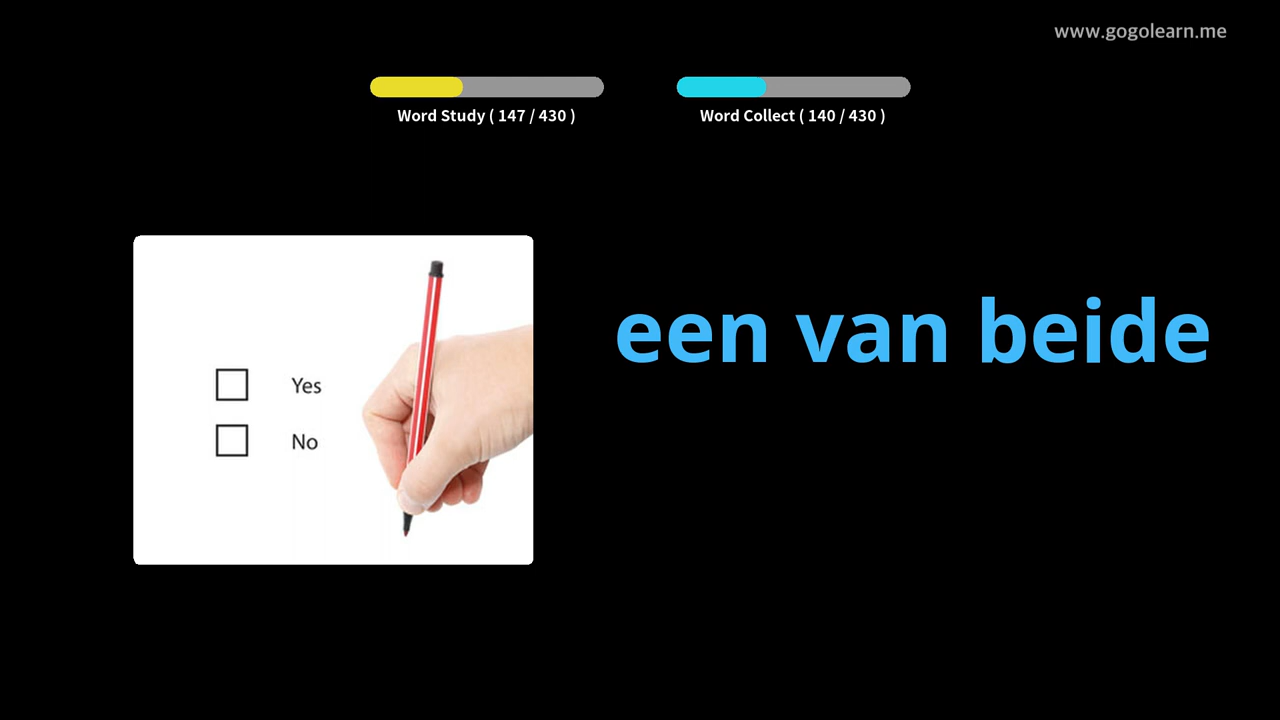 www.gogolearn.me
Word Study ( 147 / 430 )
Word Collect ( 140 / 430 )
een van beide
Yes
No